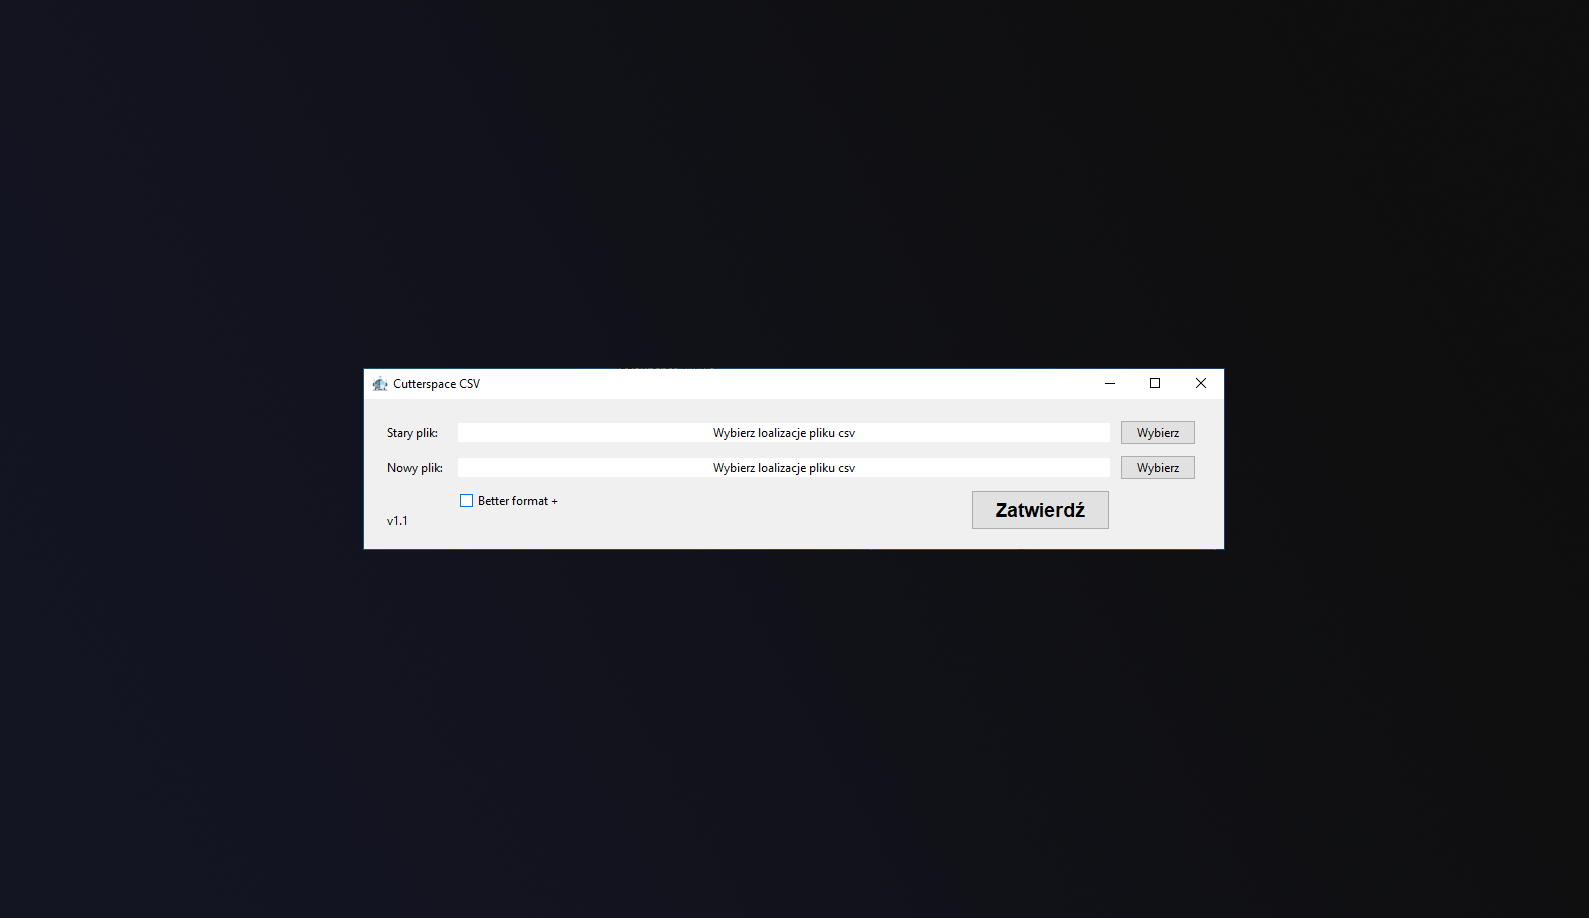 Cutterspace CSV
Stary plik: Wybierz loalizacje pliku csv Wybierz
Nowy plik: Wybierz loalizacje pliku csv Wybierz
Better format +
Zatwierdź
v1.1